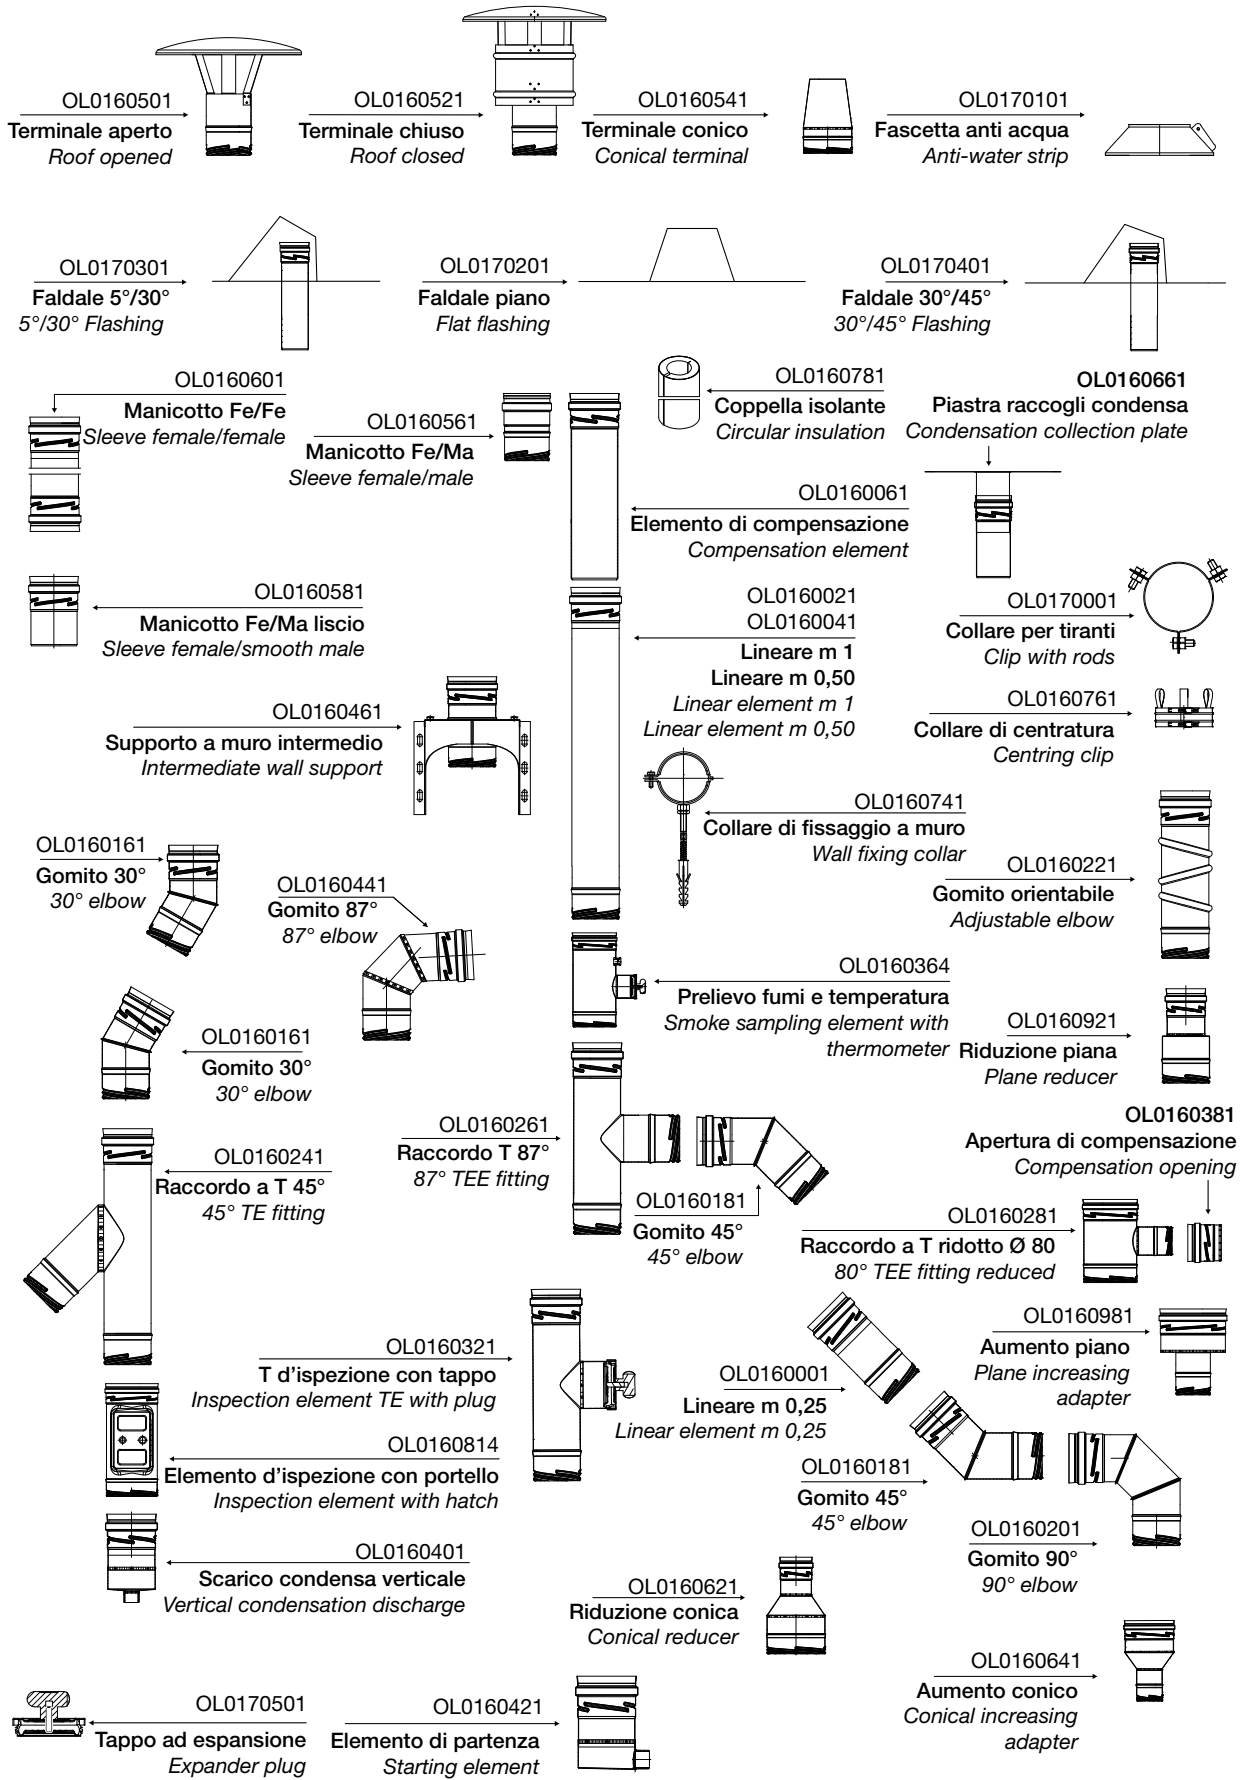 OL0160501
Terminale aperto
Roof opened
OL0160521
Terminale chiuso
Roof closed
OL0160541
Terminale conico
Conical terminal
OL0170101
Fascetta anti acqua
Anti-water strip
OL0170301
Faldale 5°/30°
5°/30° Flashing
OL0170201
Faldale piano
Flat flashing
OL0170401
Faldale 30°/45°
30°/45° Flashing
OL0160601
Manicotto Fe/Fe
Sleeve female/female
OL0160561
Manicotto Fe/Ma
Sleeve female/male
OL0160781
Coppella isolante
Circular insulation
OL0160661
Piastra raccogli condensa
Condensation collection plate
OL0160061
Elemento di compensazione
Compensation element
OL0160581
Manicotto Fe/Ma liscio
Sleeve female/smooth male
OL0160021
OL0160041
Lineare m 1
Lineare m 0,50
Linear element m 1
Linear element m 0,50
OL0170001
Collare per tiranti
Clip with rods
OL0160461
Supporto a muro intermedio
Intermediate wall support
OL0160761
Collare di centratura
Centring clip
OL0160741
Collare di fissaggio a muro
Wall fixing collar
OL0160161
Gomito 30°
30° elbow
OL0160441
Gomito 87°
87° elbow
OL0160221
Gomito orientabile
Adjustable elbow
OL0160364
Prelievo fumi e temperatura
Smoke sampling element with
thermometer
OL0160921
Riduzione piana
Plane reducer
OL0160161
Gomito 30°
30° elbow
OL0160261
Raccordo T 87°
87° TEE fitting
OL0160381
Apertura di compensazione
Compensation opening
OL0160241
Raccordo a T 45°
45° TE fitting
OL0160181
Gomito 45°
45° elbow
OL0160281
Raccordo a T ridotto Ø 80
80° TEE fitting reduced
OL0160321
T d'ispezione con tappo
Inspection element TE with plug
OL0160001
Lineare m 0,25
Linear element m 0,25
OL0160981
Aumento piano
Plane increasing
adapter
OL0160814
Elemento d'ispezione con portello
Inspection element with hatch
OL0160181
Gomito 45°
45° elbow
OL0160201
Gomito 90°
90° elbow
OL0160401
Scarico condensa verticale
Vertical condensation discharge
OL0160621
Riduzione conica
Conical reducer
OL0160641
Aumento conico
Conical increasing
adapter
OL0170501
Tappo ad espansione
Expander plug
OL0160421
Elemento di partenza
Starting element